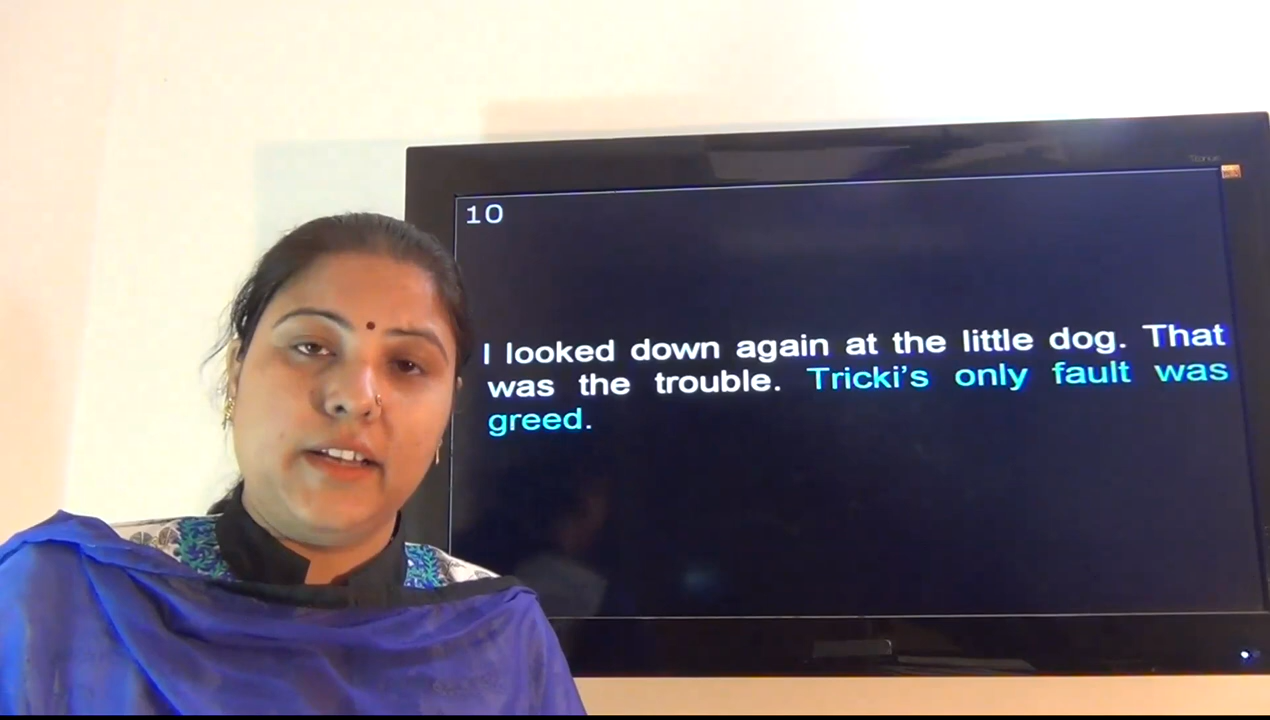 10
I looked down again at the little dog. That
was the trouble. Tricki's only fault was
greed.